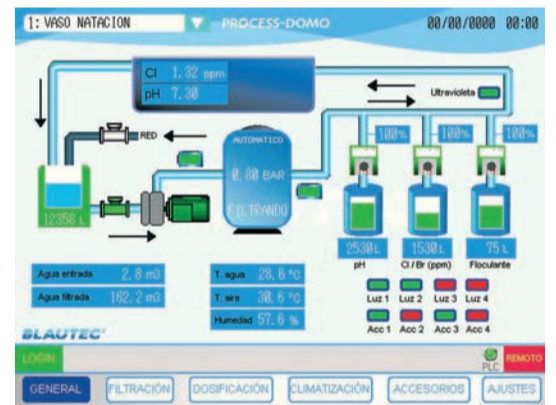 1: VASO NATACION
PROCESS-DOMO
00/00/0000 00:00
Cl 1.32 ppm
pH 7.30
Ultravioleta
RED
AUTOMATICO
0.80 BAR
FILTRANDO
100% 100% 100%
12358 L
2530 L 1530 L 75 L
pH Cl / Br (ppm) Floculante
Agua entrada 2.8 m3
Agua filtrada 162.2 m3
T. agua 28.6 ºC
T. aire 30.6 ºC
Humedad 57.6 %
Luz 1 Luz 2 Luz 3 Luz 4
Acc 1 Acc 2 Acc 3 Acc 4
BLAUTEC
LOGIN
PLC
REMOTO
GENERAL FILTRACIÓN DOSIFICACIÓN CLIMATIZACIÓN ACCESORIOS AJUSTES